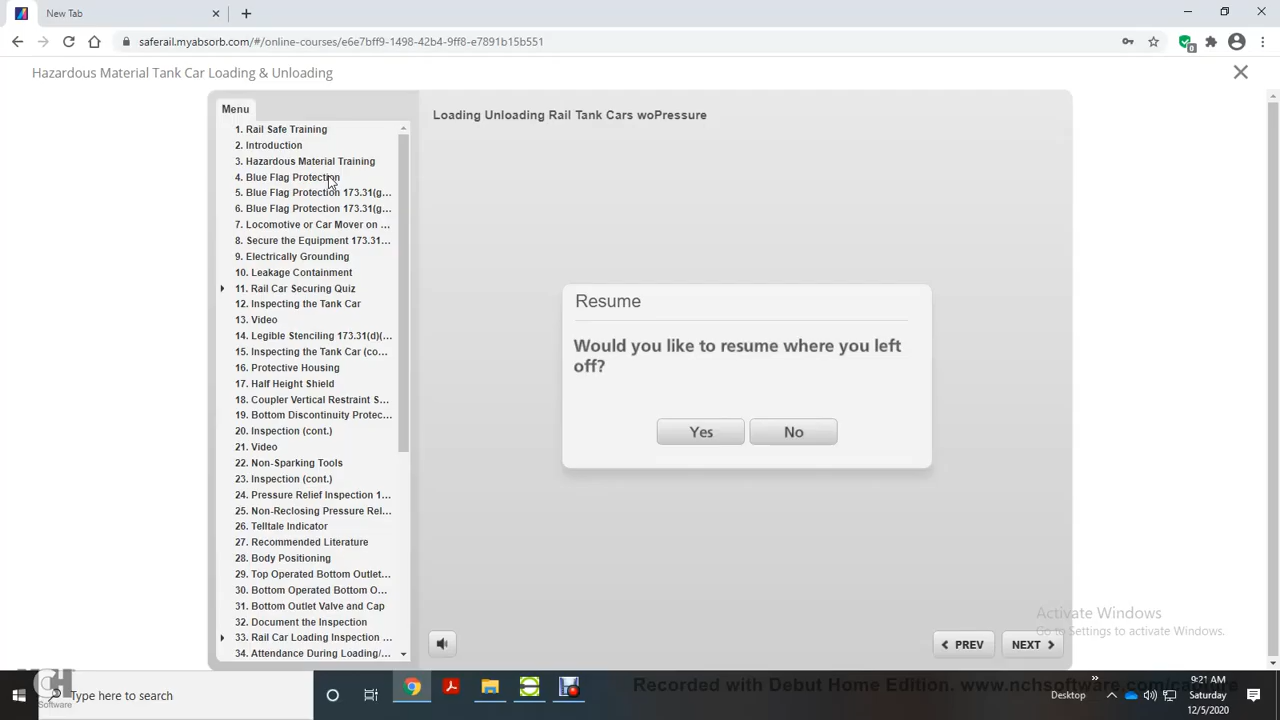 New Tab
saferail.myabsorb.com/#/online-courses/e6e7bff9-1498-42b4-9ff8-e7891b15b551
Hazardous Material Tank Car Loading & Unloading
Menu
1. Rail Safe Training
2. Introduction
3. Hazardous Material Training
4. Blue Flag Protection
5. Blue Flag Protection 173.31(g...
6. Blue Flag Protection 173.31(g...
7. Locomotive or Car Mover on ...
8. Secure the Equipment 173.31...
9. Electrically Grounding
10. Leakage Containment
11. Rail Car Securing Quiz
12. Inspecting the Tank Car
13. Video
14. Legible Stenciling 173.31(d)(...
15. Inspecting the Tank Car (co...
16. Protective Housing
17. Half Height Shield
18. Coupler Vertical Restraint S...
19. Bottom Discontinuity Protec...
20. Inspection (cont.)
21. Video
22. Non-Sparking Tools
23. Inspection (cont.)
24. Pressure Relief Inspection 1...
25. Non-Reclosing Pressure Rel...
26. Telltale Indicator
27. Recommended Literature
28. Body Positioning
29. Top Operated Bottom Outlet...
30. Bottom Operated Bottom O...
31. Bottom Outlet Valve and Cap
32. Document the Inspection
33. Rail Car Loading Inspection ...
34. Attendance During Loading/...
Loading Unloading Rail Tank Cars woPressure
Resume
Would you like to resume where you left
off?
Yes
No
PREV
NEXT
Activate Windows
Go to Settings to activate Windows.
NCH
Software
Type here to search
Recorded with Debut Home Edition. www.nchsoftware.com/capture
Desktop
9:21 AM
Saturday
12/5/2020